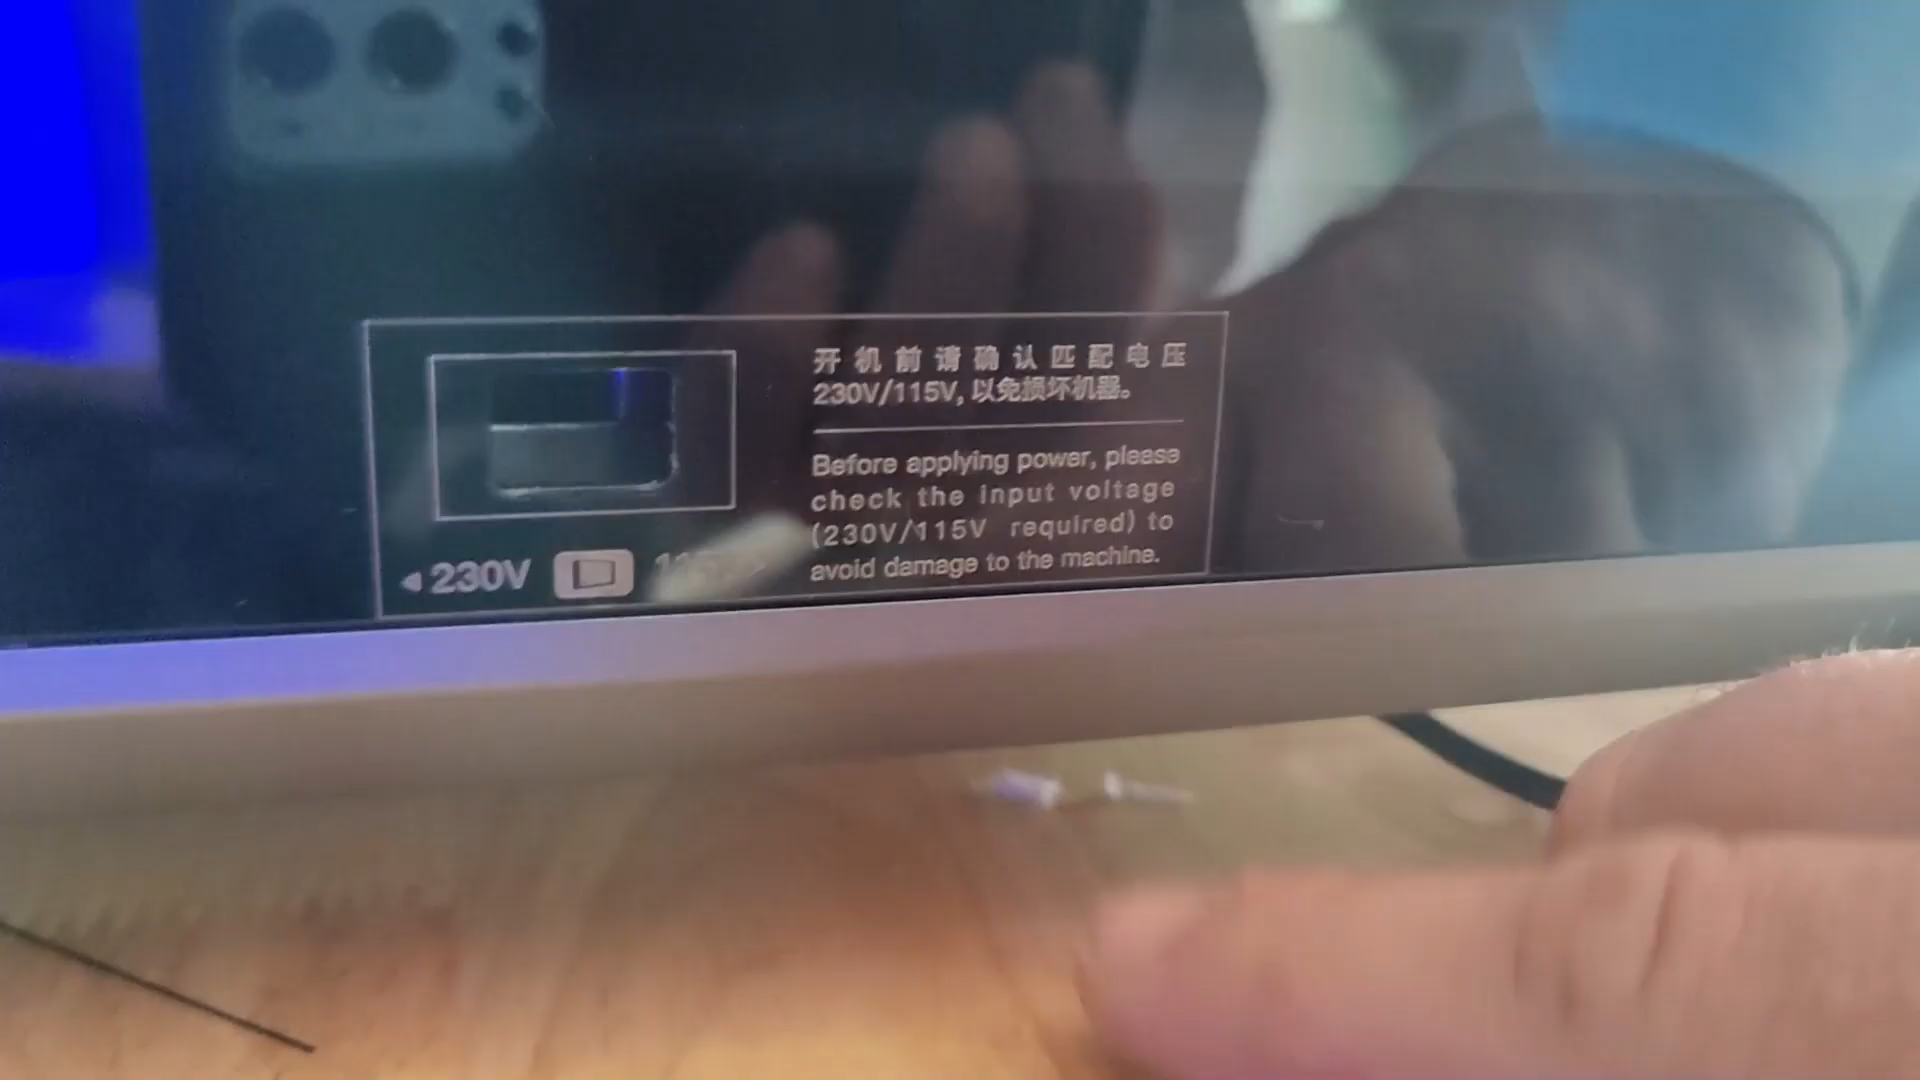 开机前请确认匹配电压
230V/115V, 以免损坏机器。
Before applying power, please
check the input voltage
(230V/115V required) to
avoid damage to the machine.
◄230V